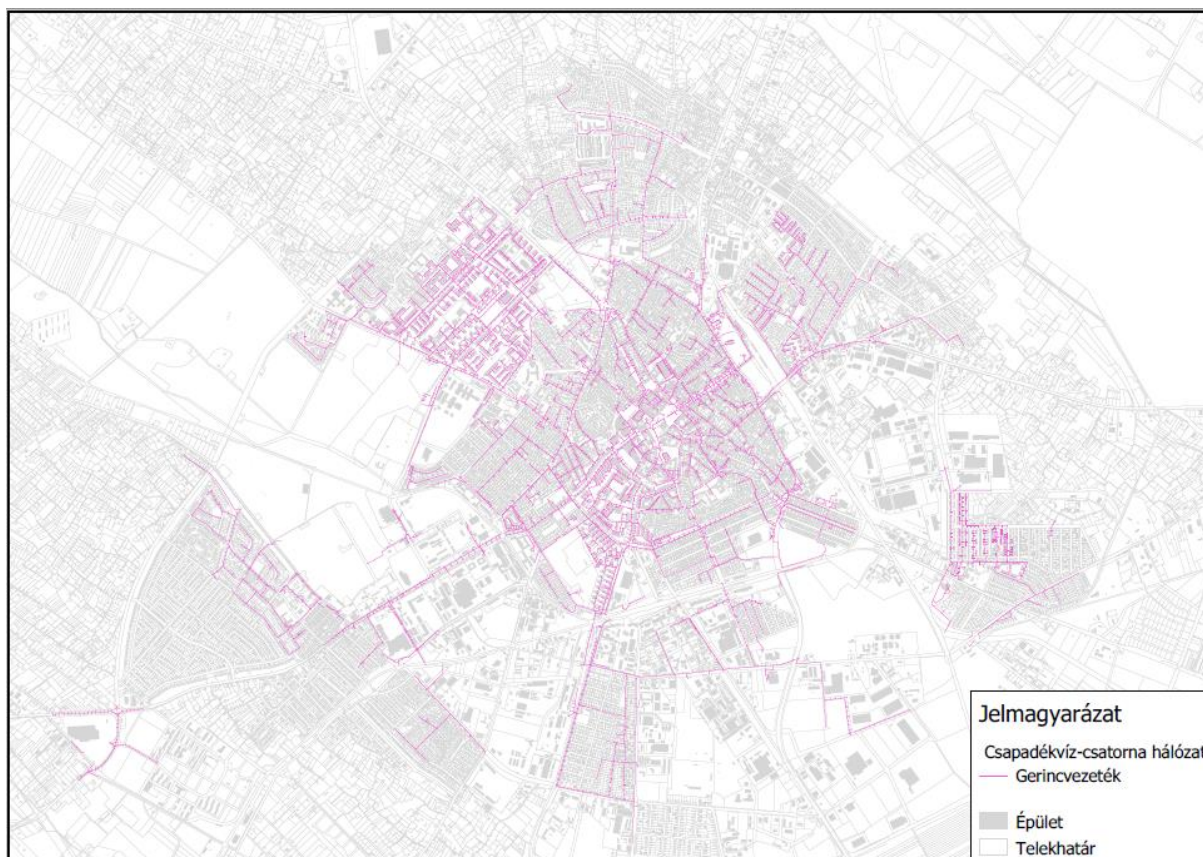 Jelmagyarázat
Csapadékvíz-csatorna hálózat
Gerincvezeték
Épület
Telekhatár